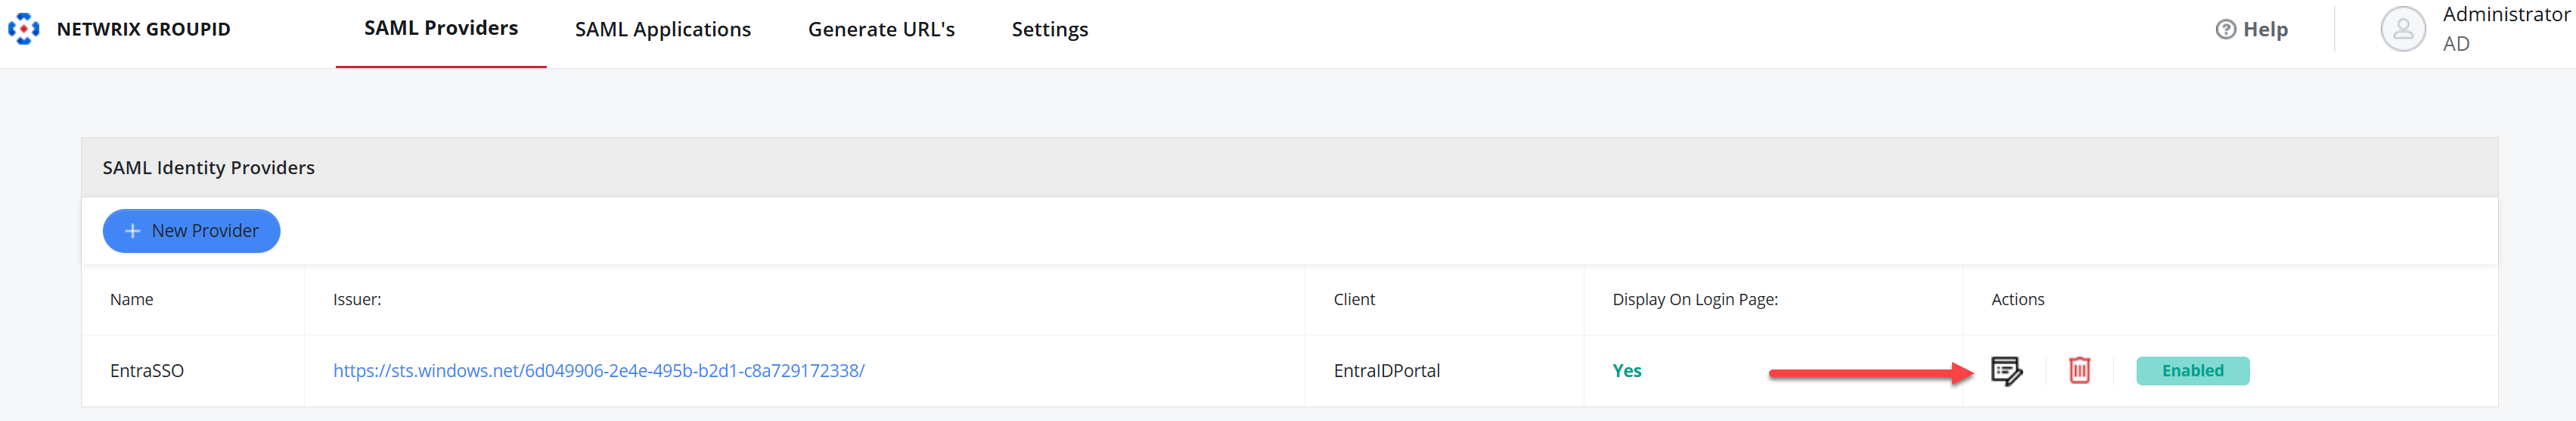 NETWRIX GROUPID SAML Providers SAML Applications Generate URL's Settings Help Administrator
AD
SAML Identity Providers
New Provider
Name Issuer: Client Display On Login Page: Actions
EntraSSO https://sts.windows.net/6d049906-2e4e-495b-b2d1-c8a729172338/ EntraIDPortal Yes Enabled